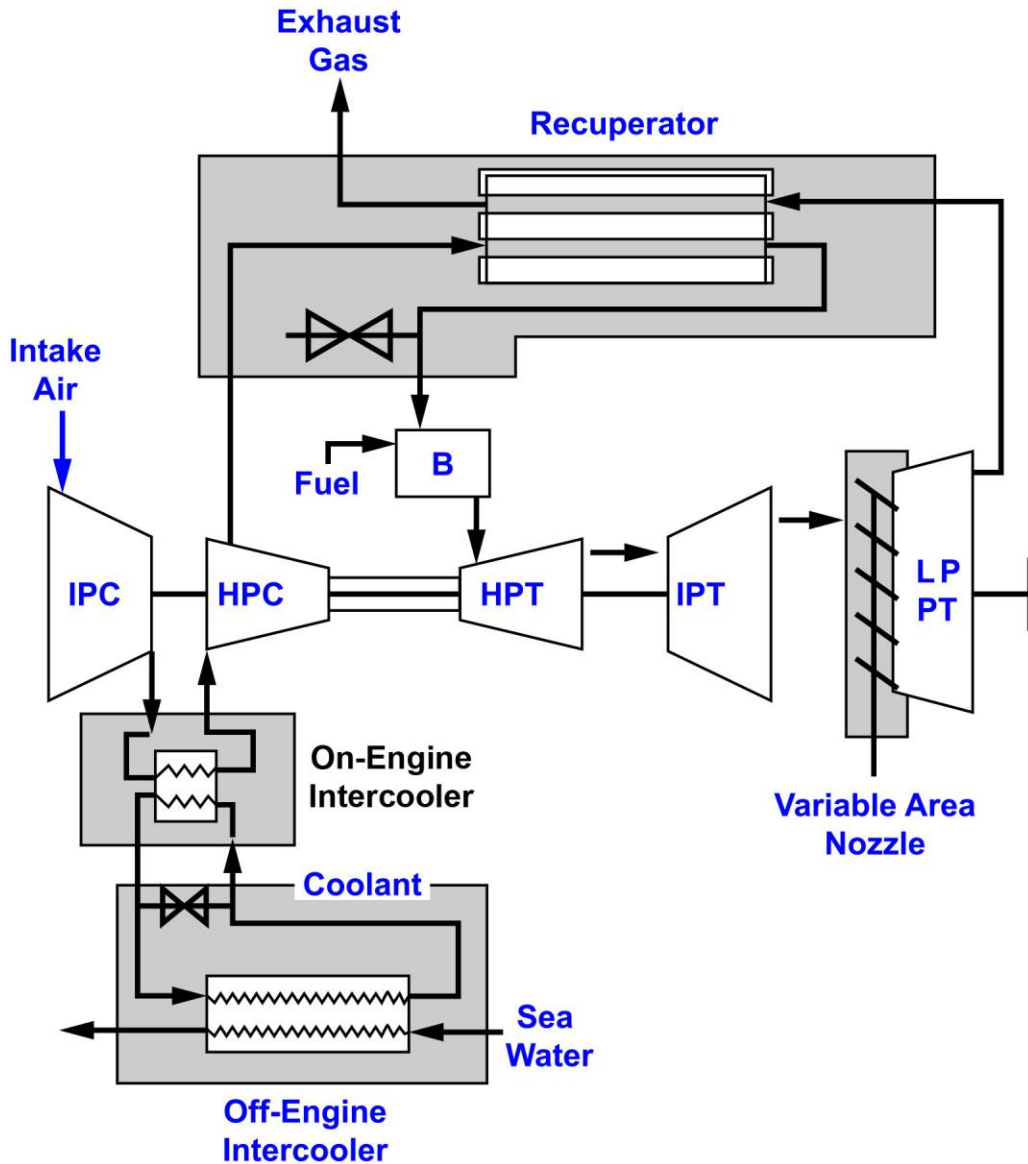 Exhaust
Gas
Recuperator
Intake
Air
Fuel
B
IPC
HPC
HPT
IPT
LP
PT
On-Engine
Intercooler
Variable Area
Nozzle
Coolant
Sea
Water
Off-Engine
Intercooler